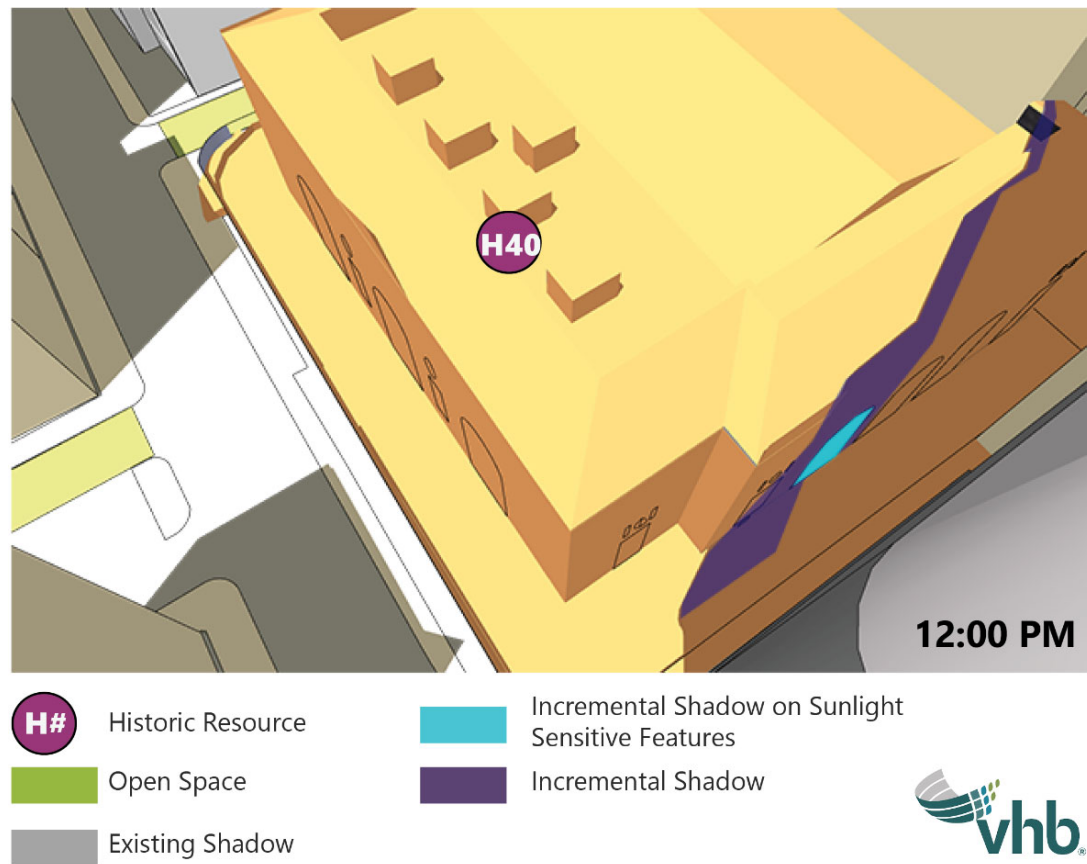 H40
12:00 PM
H#
Historic Resource
Open Space
Existing Shadow
Incremental Shadow on Sunlight
Sensitive Features
Incremental Shadow
vhb
®